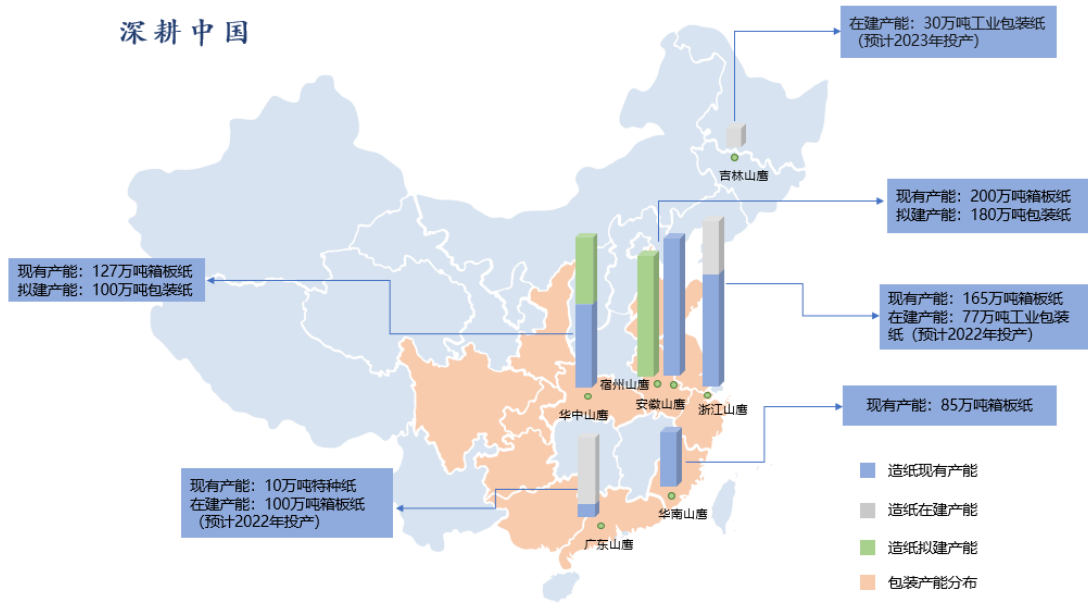 深耕中国
在建产能：30万吨工业包装纸
（预计2023年投产）
吉林山鹰
现有产能：200万吨箱板纸
拟建产能：180万吨包装纸
现有产能：127万吨箱板纸
拟建产能：100万吨包装纸
现有产能：165万吨箱板纸
在建产能：77万吨工业包装
纸（预计2022年投产）
宿州山鹰
安徽山鹰
浙江山鹰
华中山鹰
现有产能：85万吨箱板纸
现有产能：10万吨特种纸
在建产能：100万吨箱板纸
（预计2022年投产）
华南山鹰
广东山鹰
造纸现有产能
造纸在建产能
造纸拟建产能
包装产能分布